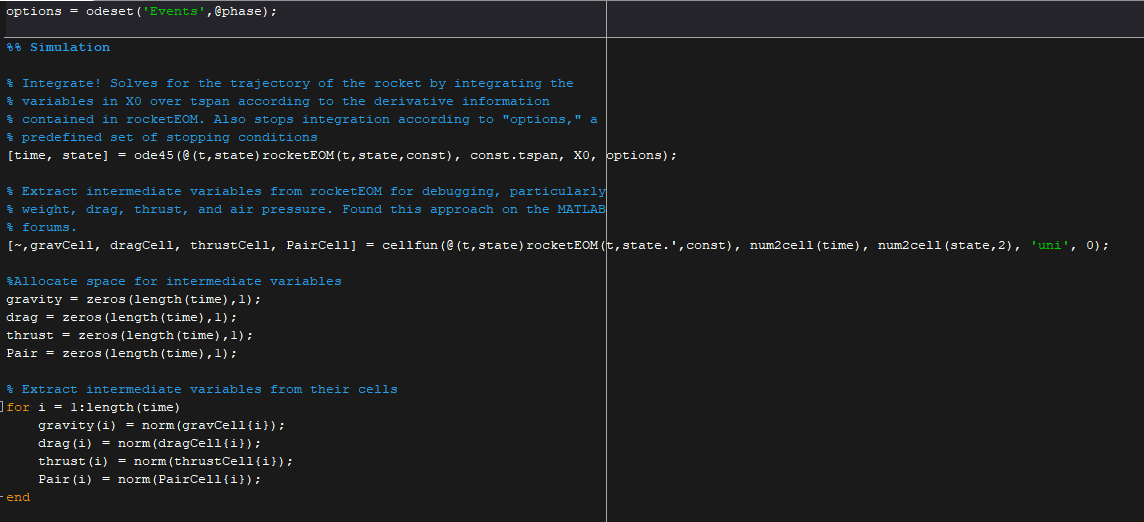 options = odeset('Events',@phase);
%% Simulation
% Integrate! Solves for the trajectory of the rocket by integrating the
% variables in X0 over tspan according to the derivative information
% contained in rocketEOM. Also stops integration according to "options," a
% predefined set of stopping conditions
[time, state] = ode45(@(t,state)rocketEOM(t,state,const), const.tspan, X0, options);
% Extract intermediate variables from rocketEOM for debugging, particularly
% weight, drag, thrust, and air pressure. Found this approach on the MATLAB
% forums.
[~,gravCell, dragCell, thrustCell, PairCell] = cellfun(@(t,state)rocketEOM(t,state.',const), num2cell(time), num2cell(state,2), 'uni', 0);
%Allocate space for intermediate variables
gravity = zeros(length(time),1);
drag = zeros(length(time),1);
thrust = zeros(length(time),1);
Pair = zeros(length(time),1);
% Extract intermediate variables from their cells
for i = 1:length(time)
    gravity(i) = norm(gravCell{i});
    drag(i) = norm(dragCell{i});
    thrust(i) = norm(thrustCell{i});
    Pair(i) = norm(PairCell{i});
end